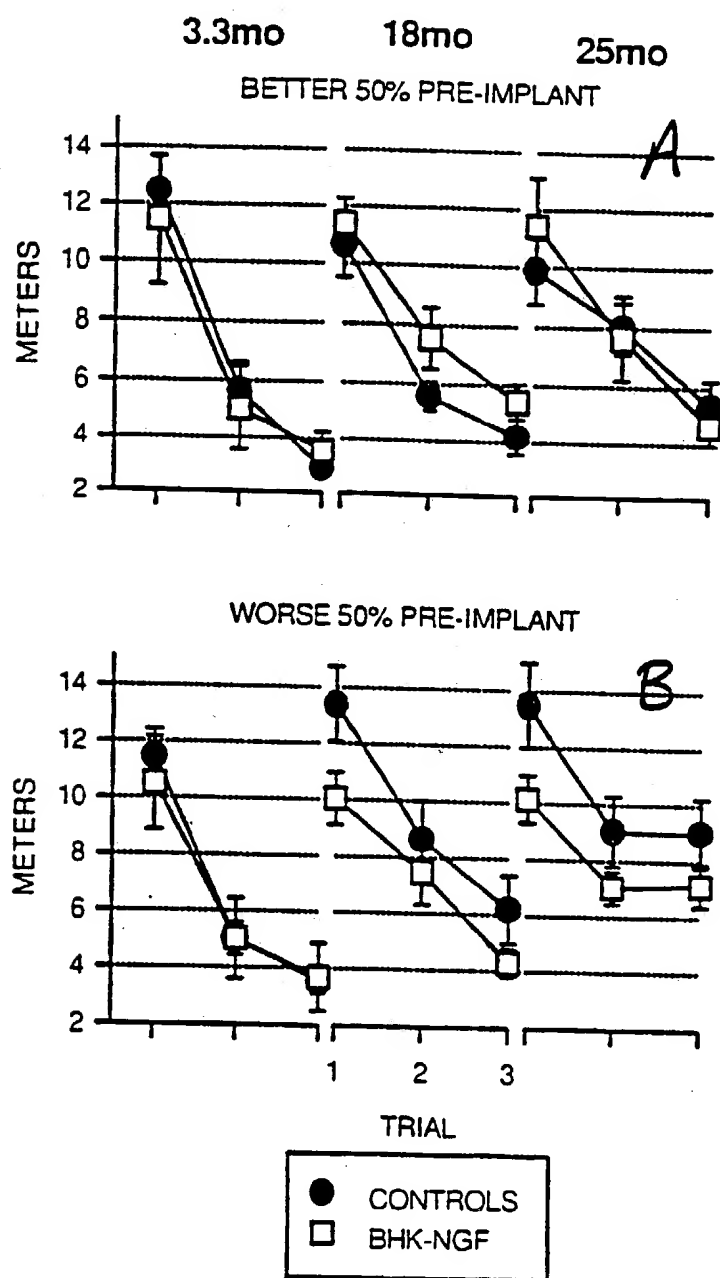 3.3mo 18mo 25mo
BETTER 50% PRE-IMPLANT
A
14
12
10
8
6
4
2
METERS
WORSE 50% PRE-IMPLANT
B
14
12
10
8
6
4
2
METERS
1 2 3
TRIAL
CONTROLS
BHK-NGF